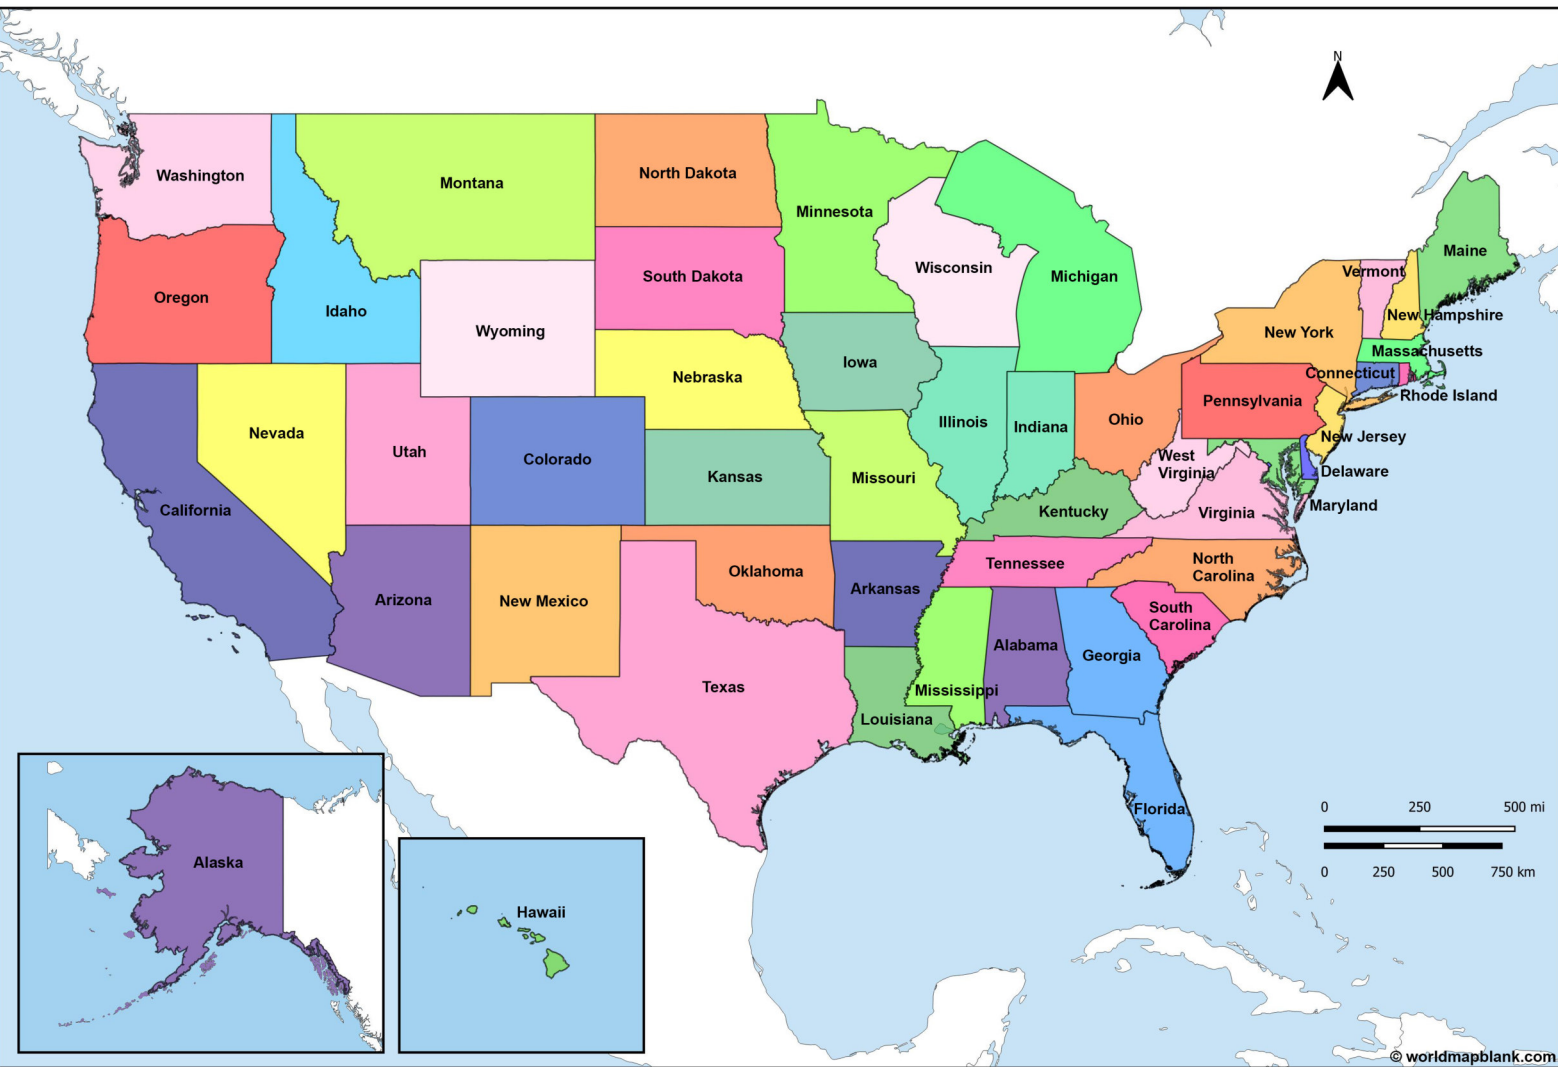 N
Washington
Montana
North Dakota
Minnesota
Maine
Oregon
Idaho
Wyoming
South Dakota
Wisconsin
Michigan
Vermont
New Hampshire
New York
Massachusetts
Connecticut
Rhode Island
Nebraska
Iowa
Pennsylvania
Nevada
Utah
Colorado
Kansas
Missouri
Illinois
Indiana
Ohio
New Jersey
West
Virginia
Delaware
Maryland
California
Kentucky
Virginia
Arizona
New Mexico
Oklahoma
Arkansas
Tennessee
North
Carolina
South
Carolina
Texas
Louisiana
Mississippi
Alabama
Georgia
Florida
Alaska
Hawaii
0 250 500 mi
0 250 500 750 km
© worldmapblank.com